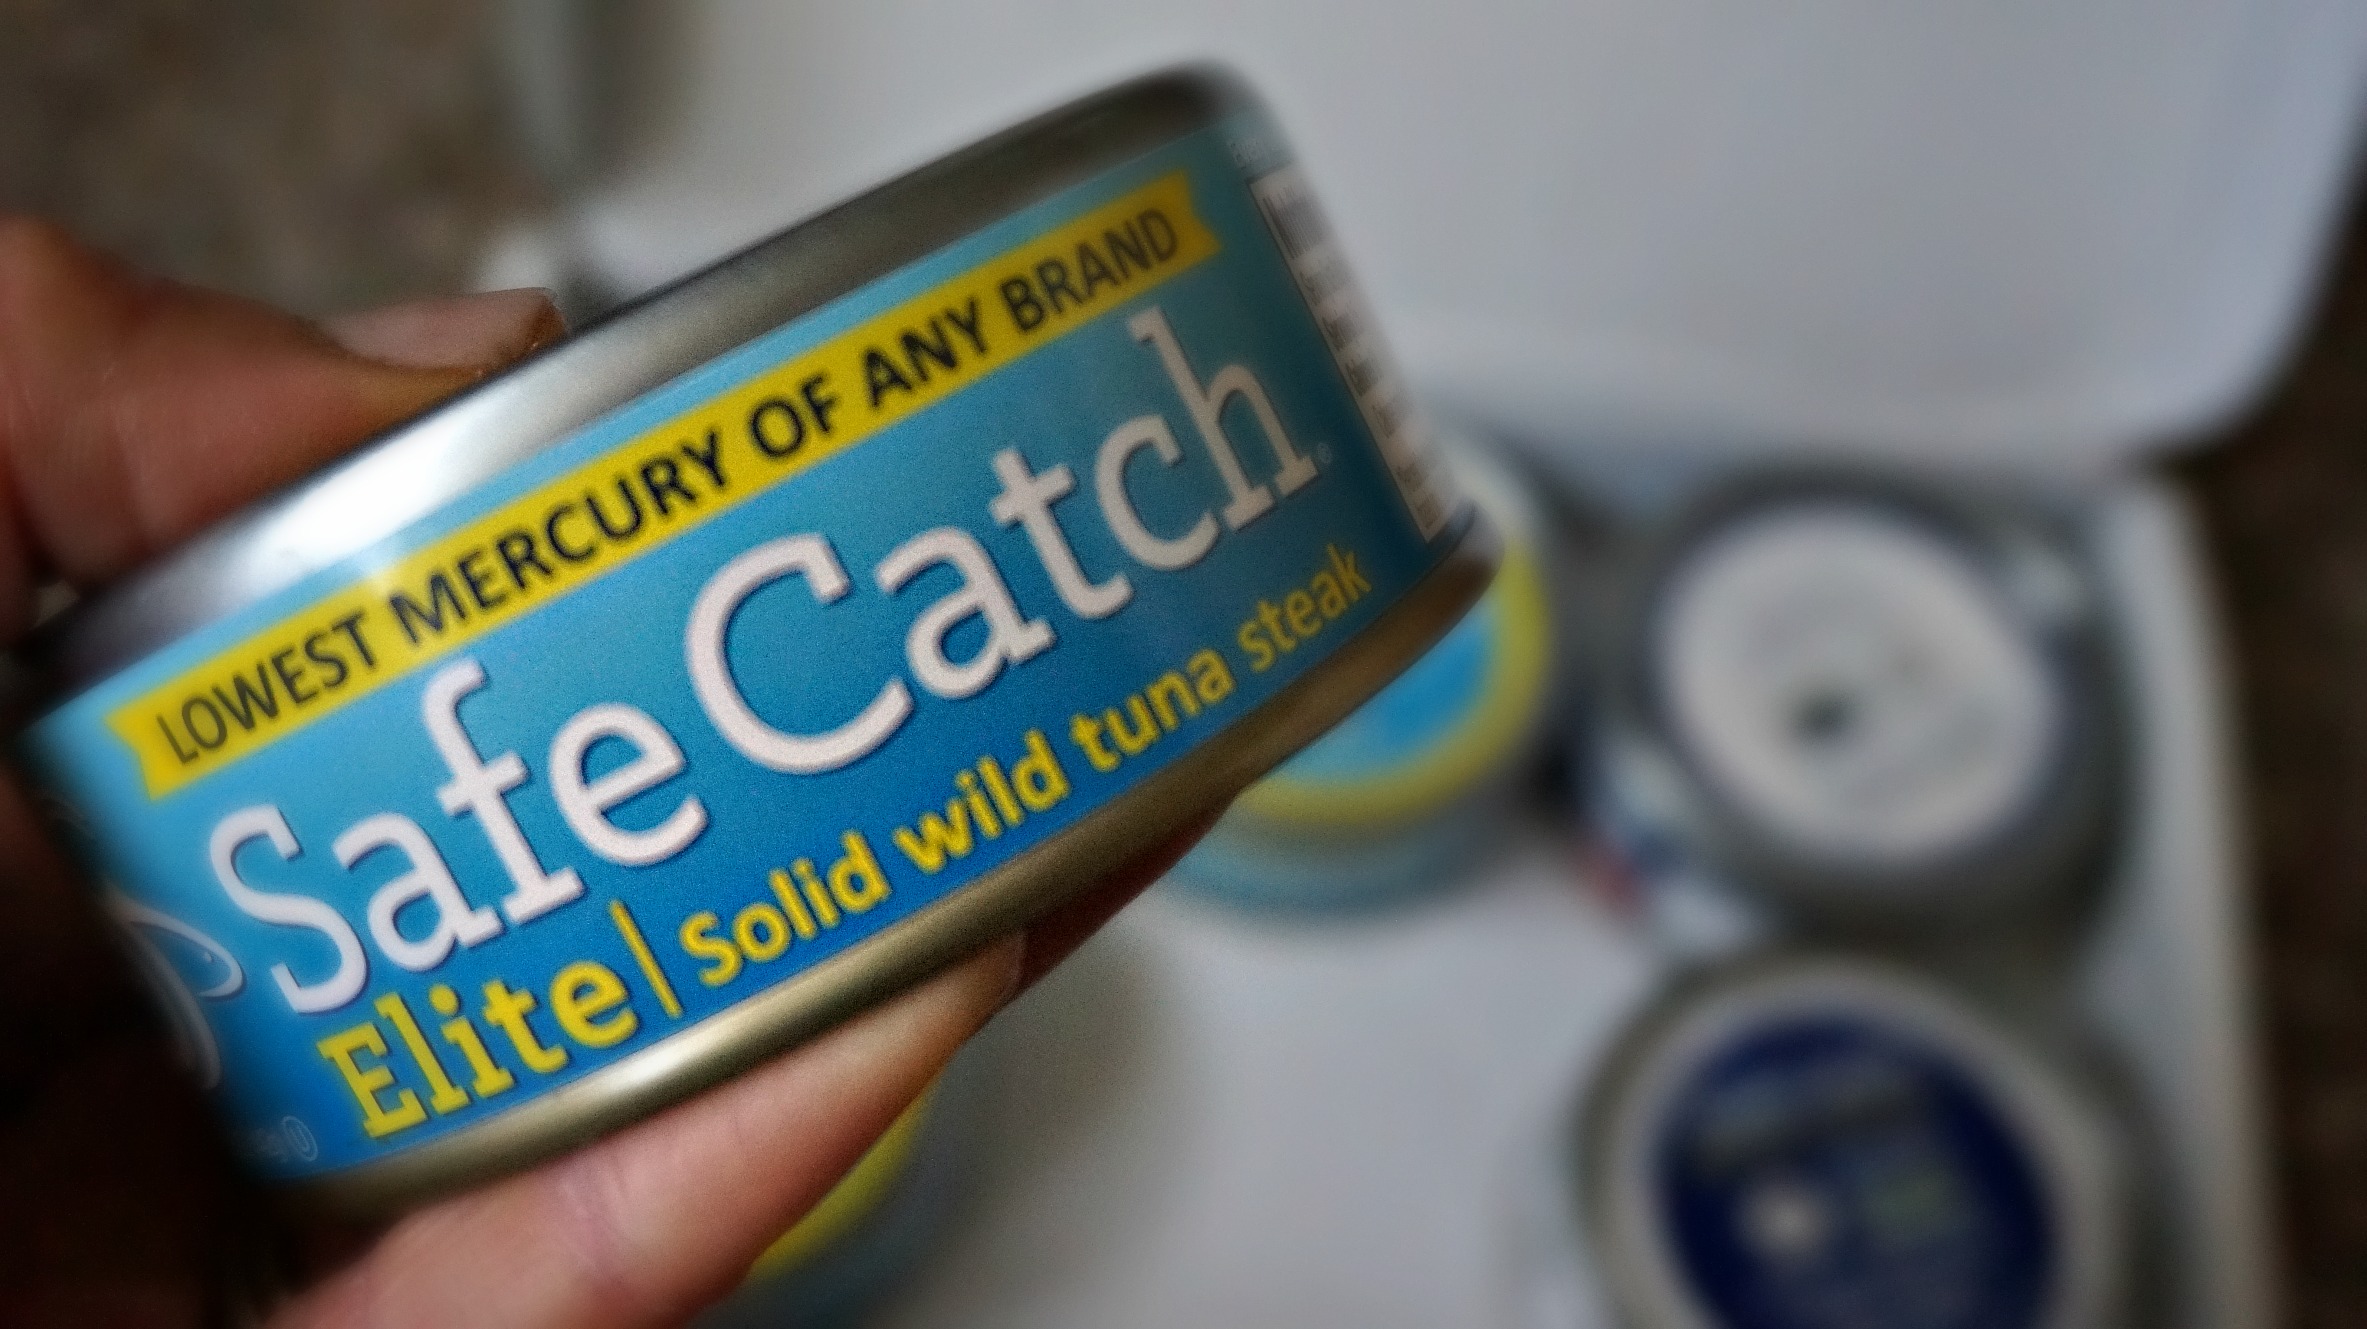 LOWEST MERCURY OF ANY BRAND
Safe Catch
Elite | Solid wild tuna steak